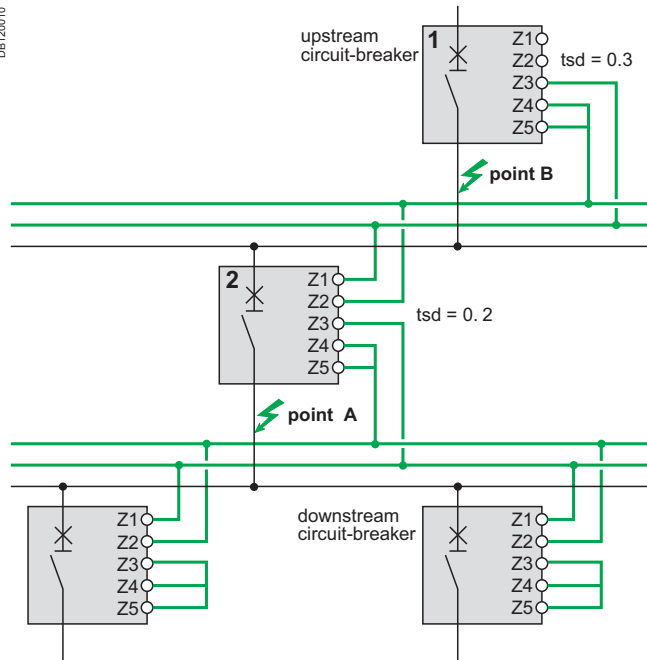 DB126010
upstream
circuit-breaker
1
Z1
Z2
Z3
Z4
Z5
tsd = 0.3
point B
2
Z1
Z2
Z3
Z4
Z5
tsd = 0. 2
point A
Z1
Z2
Z3
Z4
Z5
downstream
circuit-breaker
Z1
Z2
Z3
Z4
Z5